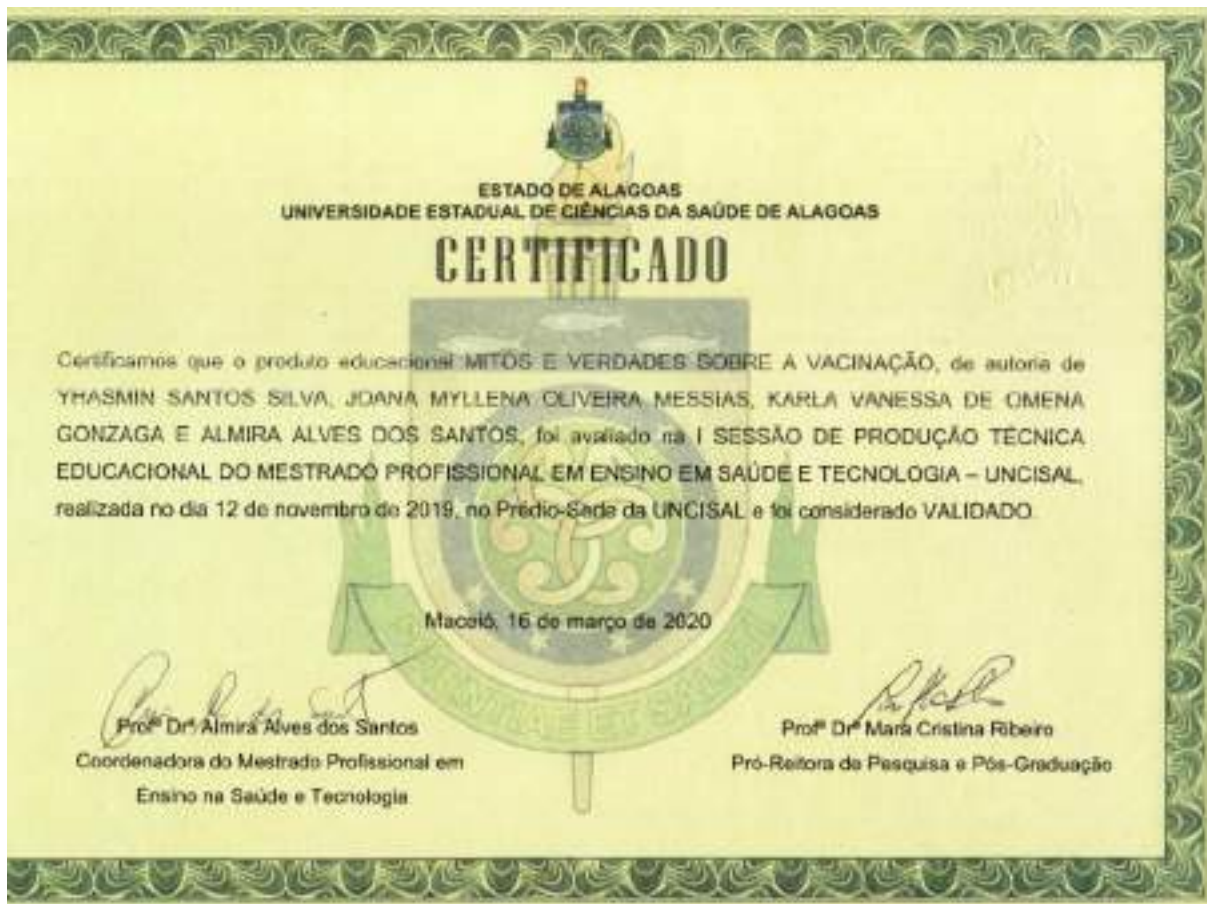 ESTADO DE ALAGOAS
UNIVERSIDADE ESTADUAL DE CIÊNCIAS DA SAÚDE DE ALAGOAS
CERTIFICADO
Certificamos que o produto educacional MITOS E VERDADES SOBRE A VACINAÇÃO, de autoria de
YHASMIN SANTOS SILVA, JOANA MYLLENA OLIVEIRA MESSIAS, KARLA VANESSA DE OMENA
GONZAGA E ALMIRA ALVES DOS SANTOS, foi avaliado na I SESSÃO DE PRODUÇÃO TÉCNICA
EDUCACIONAL DO MESTRADO PROFISSIONAL EM ENSINO EM SAÚDE E TECNOLOGIA – UNCISAL,
realizada no dia 12 de novembro de 2019, no Prédio-Sede da UNCISAL e foi considerado VALIDADO.
Maceió, 16 de março de 2020
Profª Drª Almira Alves dos Santos
Coordenadora do Mestrado Profissional em
Ensino na Saúde e Tecnologia
Profª Drª Mara Cristina Ribeiro
Pró-Reitora de Pesquisa e Pós-Graduação